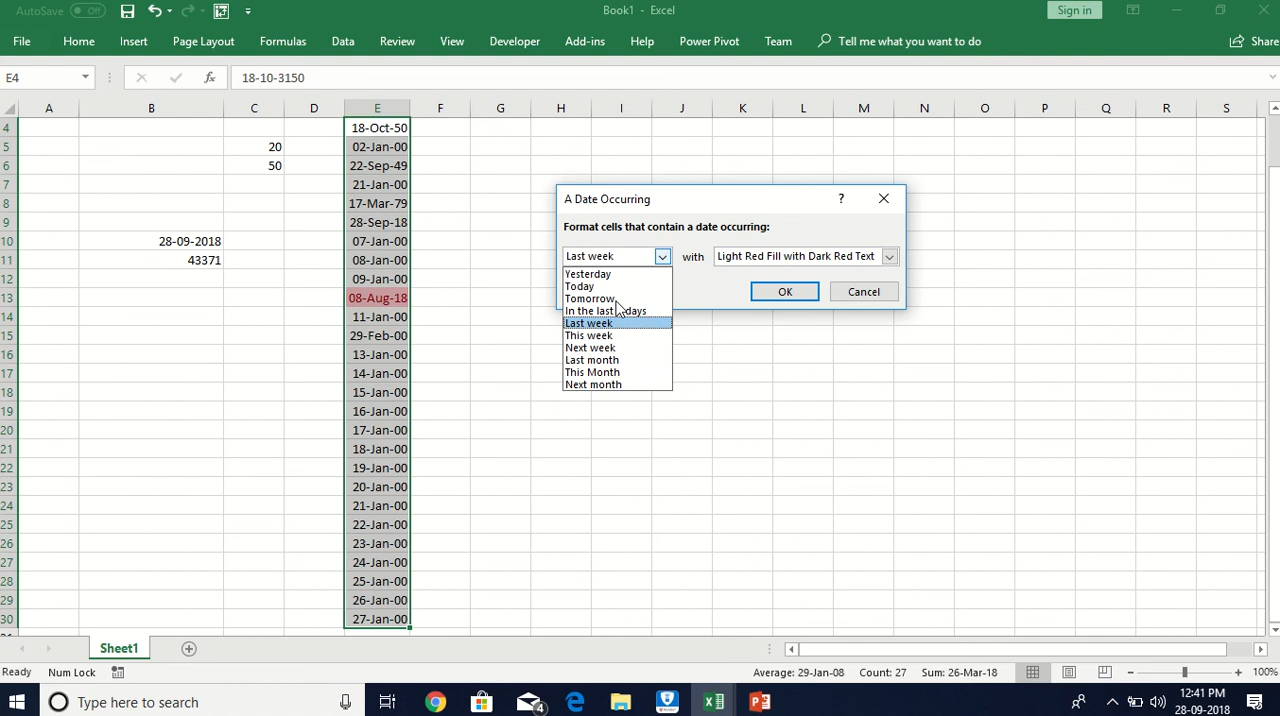 AutoSave Off
Book1 - Excel
Sign in
File Home Insert Page Layout Formulas Data Review View Developer Add-ins Help Power Pivot Team Tell me what you want to do Share
E4 fx 18-10-3150
A B C D E F G H I J K L M N O P Q R S
4 18-Oct-50
5 20 02-Jan-00
6 50 22-Sep-49
7 21-Jan-00
8 17-Mar-79
9 28-Sep-18
10 28-09-2018 07-Jan-00
11 43371 08-Jan-00
12 09-Jan-00
13 08-Aug-18
14 11-Jan-00
15 29-Feb-00
16 13-Jan-00
17 14-Jan-00
18 15-Jan-00
19 16-Jan-00
20 17-Jan-00
21 18-Jan-00
22 19-Jan-00
23 20-Jan-00
24 21-Jan-00
25 22-Jan-00
26 23-Jan-00
27 24-Jan-00
28 25-Jan-00
29 26-Jan-00
30 27-Jan-00
A Date Occurring ?
Format cells that contain a date occurring:
Last week with Light Red Fill with Dark Red Text
OK Cancel
Yesterday
Today
Tomorrow
In the last days
Last week
This week
Next week
Last month
This Month
Next month
Sheet1
Ready Num Lock Average: 29-Jan-08 Count: 27 Sum: 26-Mar-18 100%
Type here to search 4 12:41 PM
28-09-2018